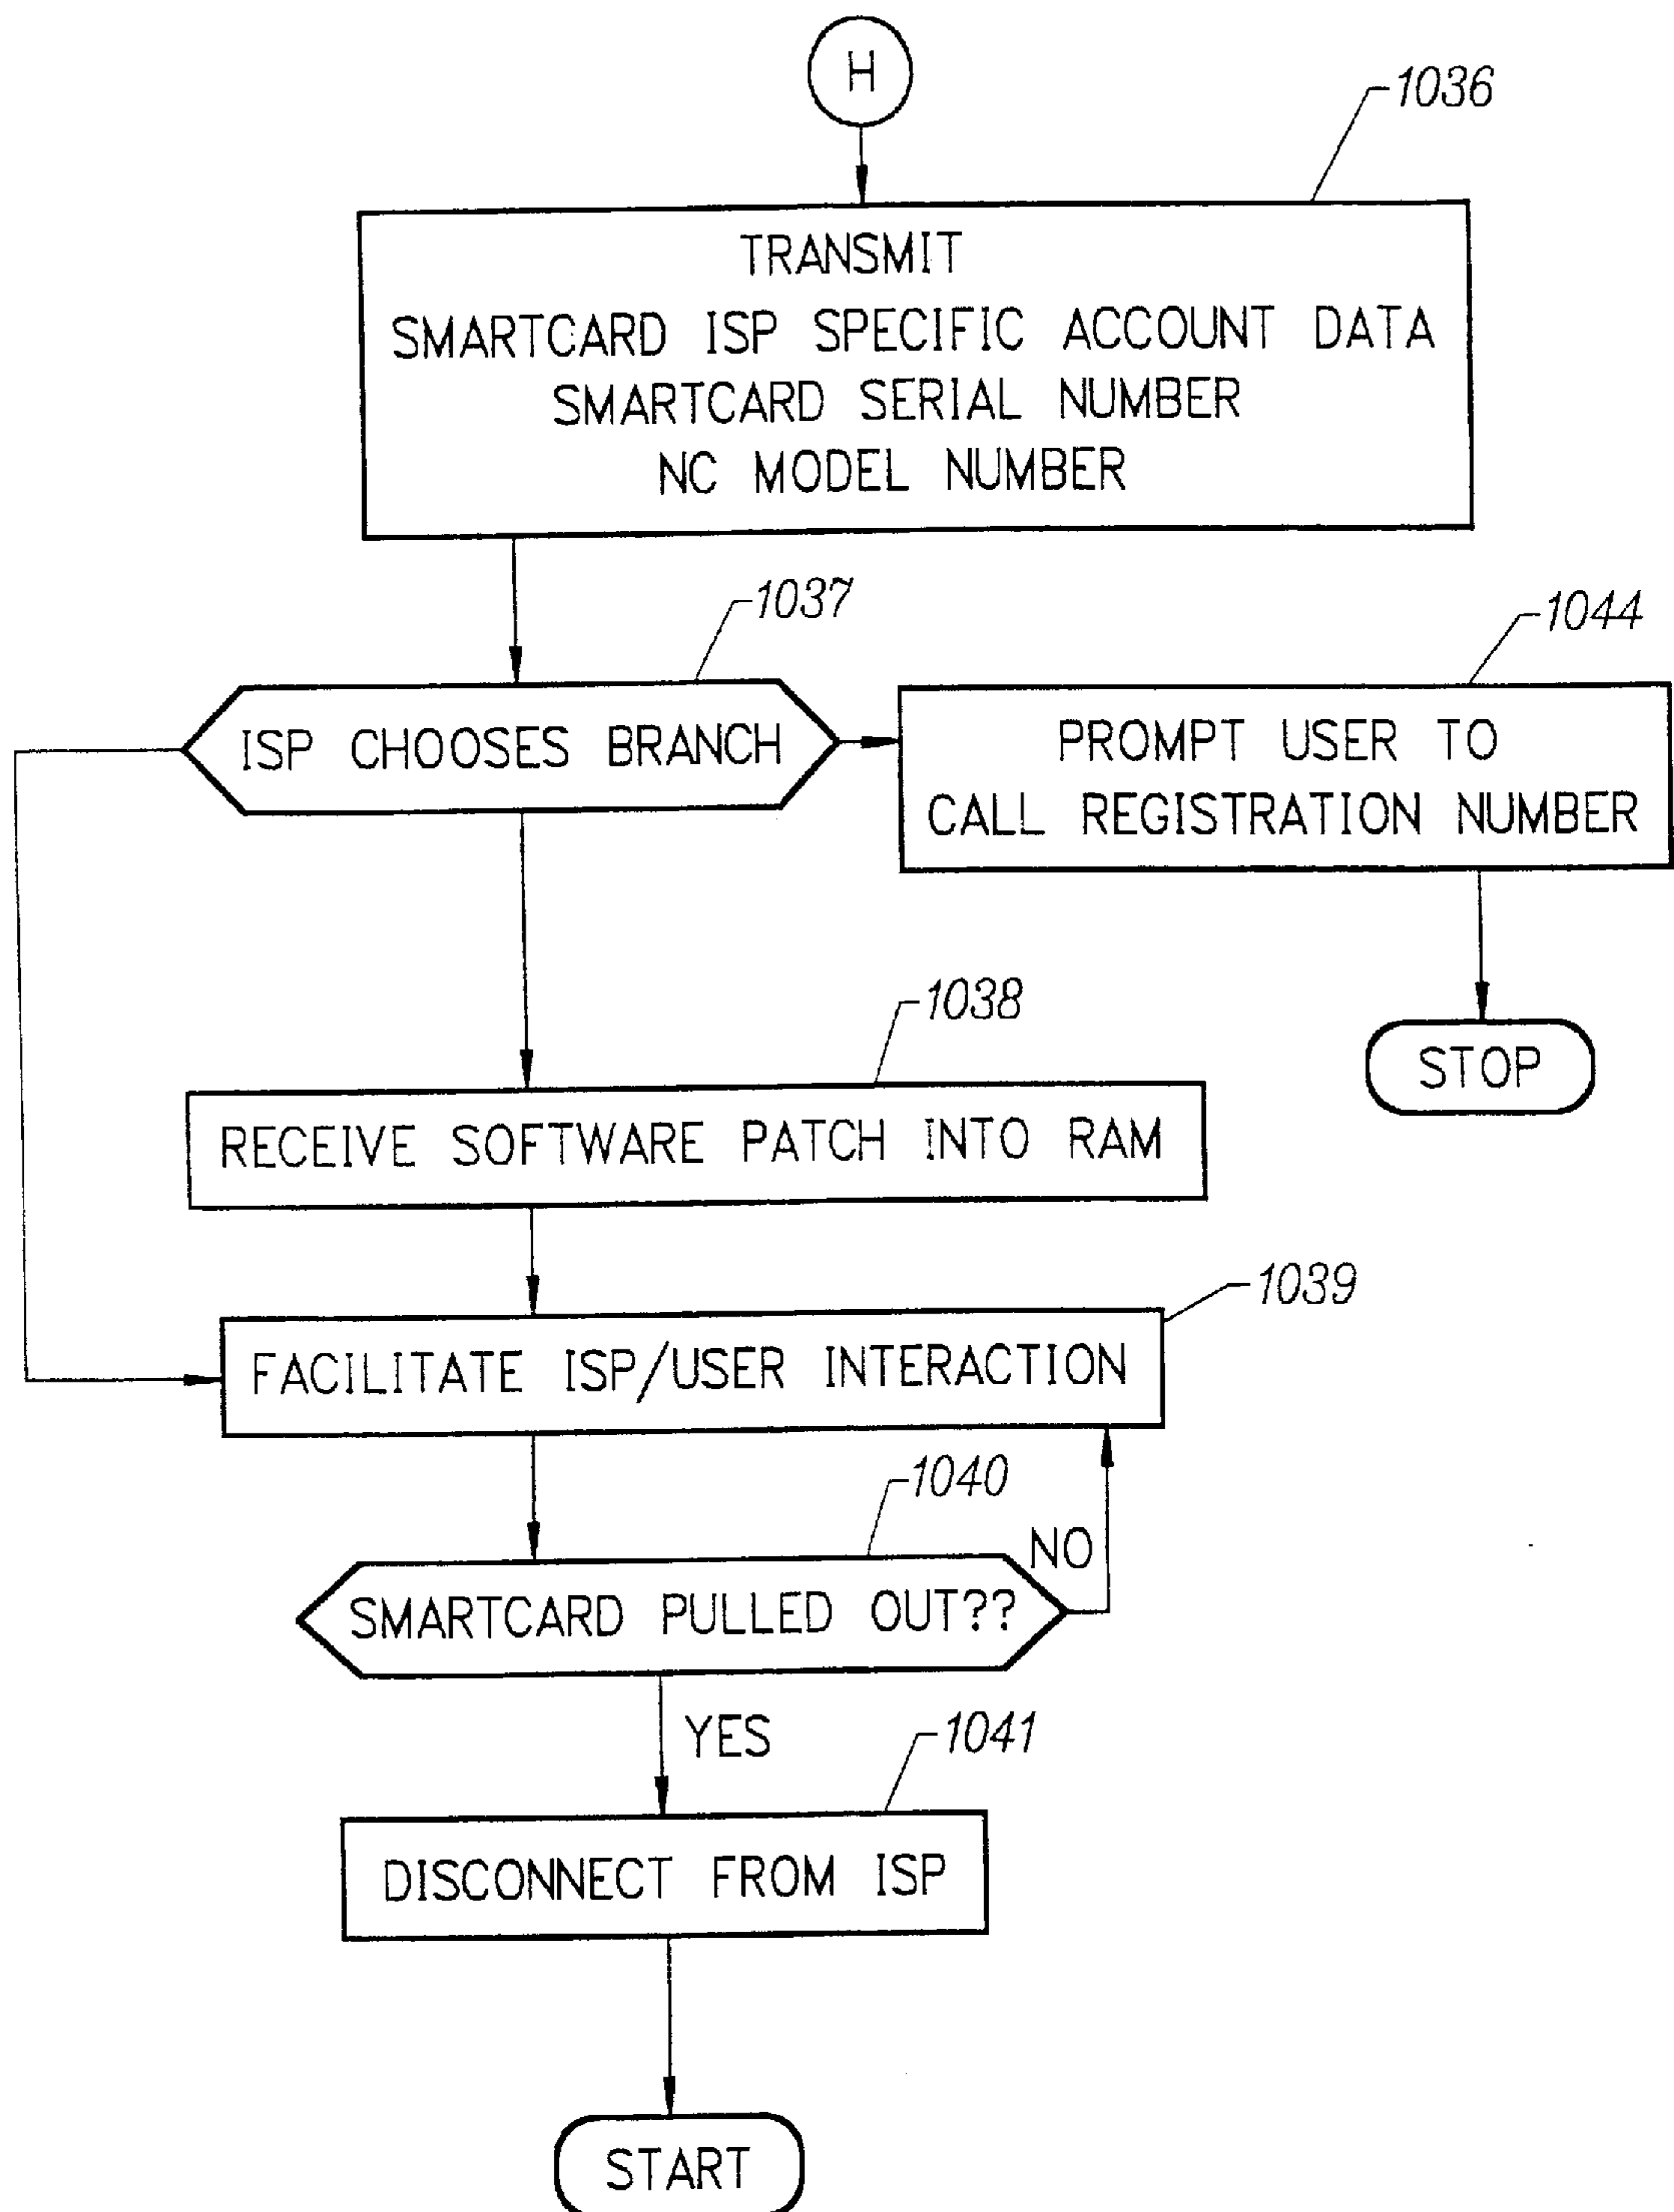 H
1036
TRANSMIT
SMARTCARD ISP SPECIFIC ACCOUNT DATA
SMARTCARD SERIAL NUMBER
NC MODEL NUMBER
1037
ISP CHOOSES BRANCH
1044
PROMPT USER TO
CALL REGISTRATION NUMBER
STOP
1038
RECEIVE SOFTWARE PATCH INTO RAM
1039
FACILITATE ISP/USER INTERACTION
1040
SMARTCARD PULLED OUT??
NO
YES
1041
DISCONNECT FROM ISP
START